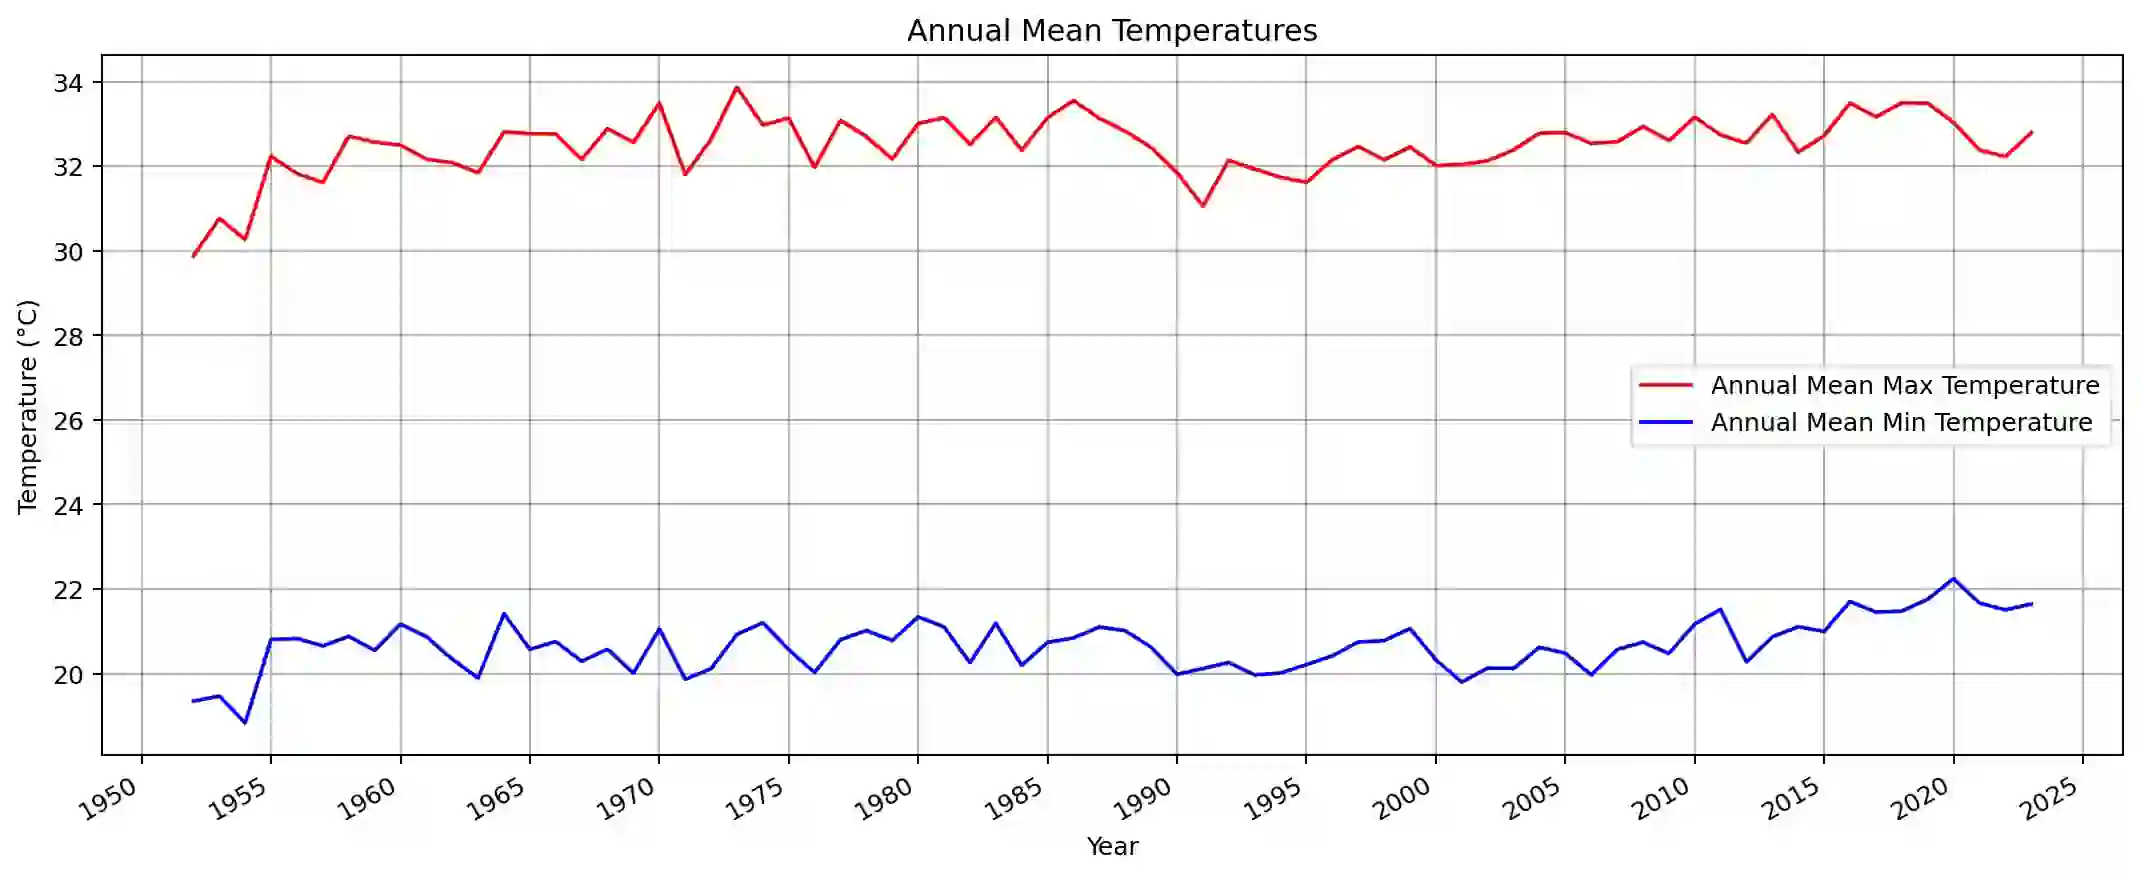 Annual Mean Temperatures
34
32
30
28
26
24
22
20
Temperature (°C)
Annual Mean Max Temperature
Annual Mean Min Temperature
1950 1955 1960 1965 1970 1975 1980 1985 1990 1995 2000 2005 2010 2015 2020 2025
Year